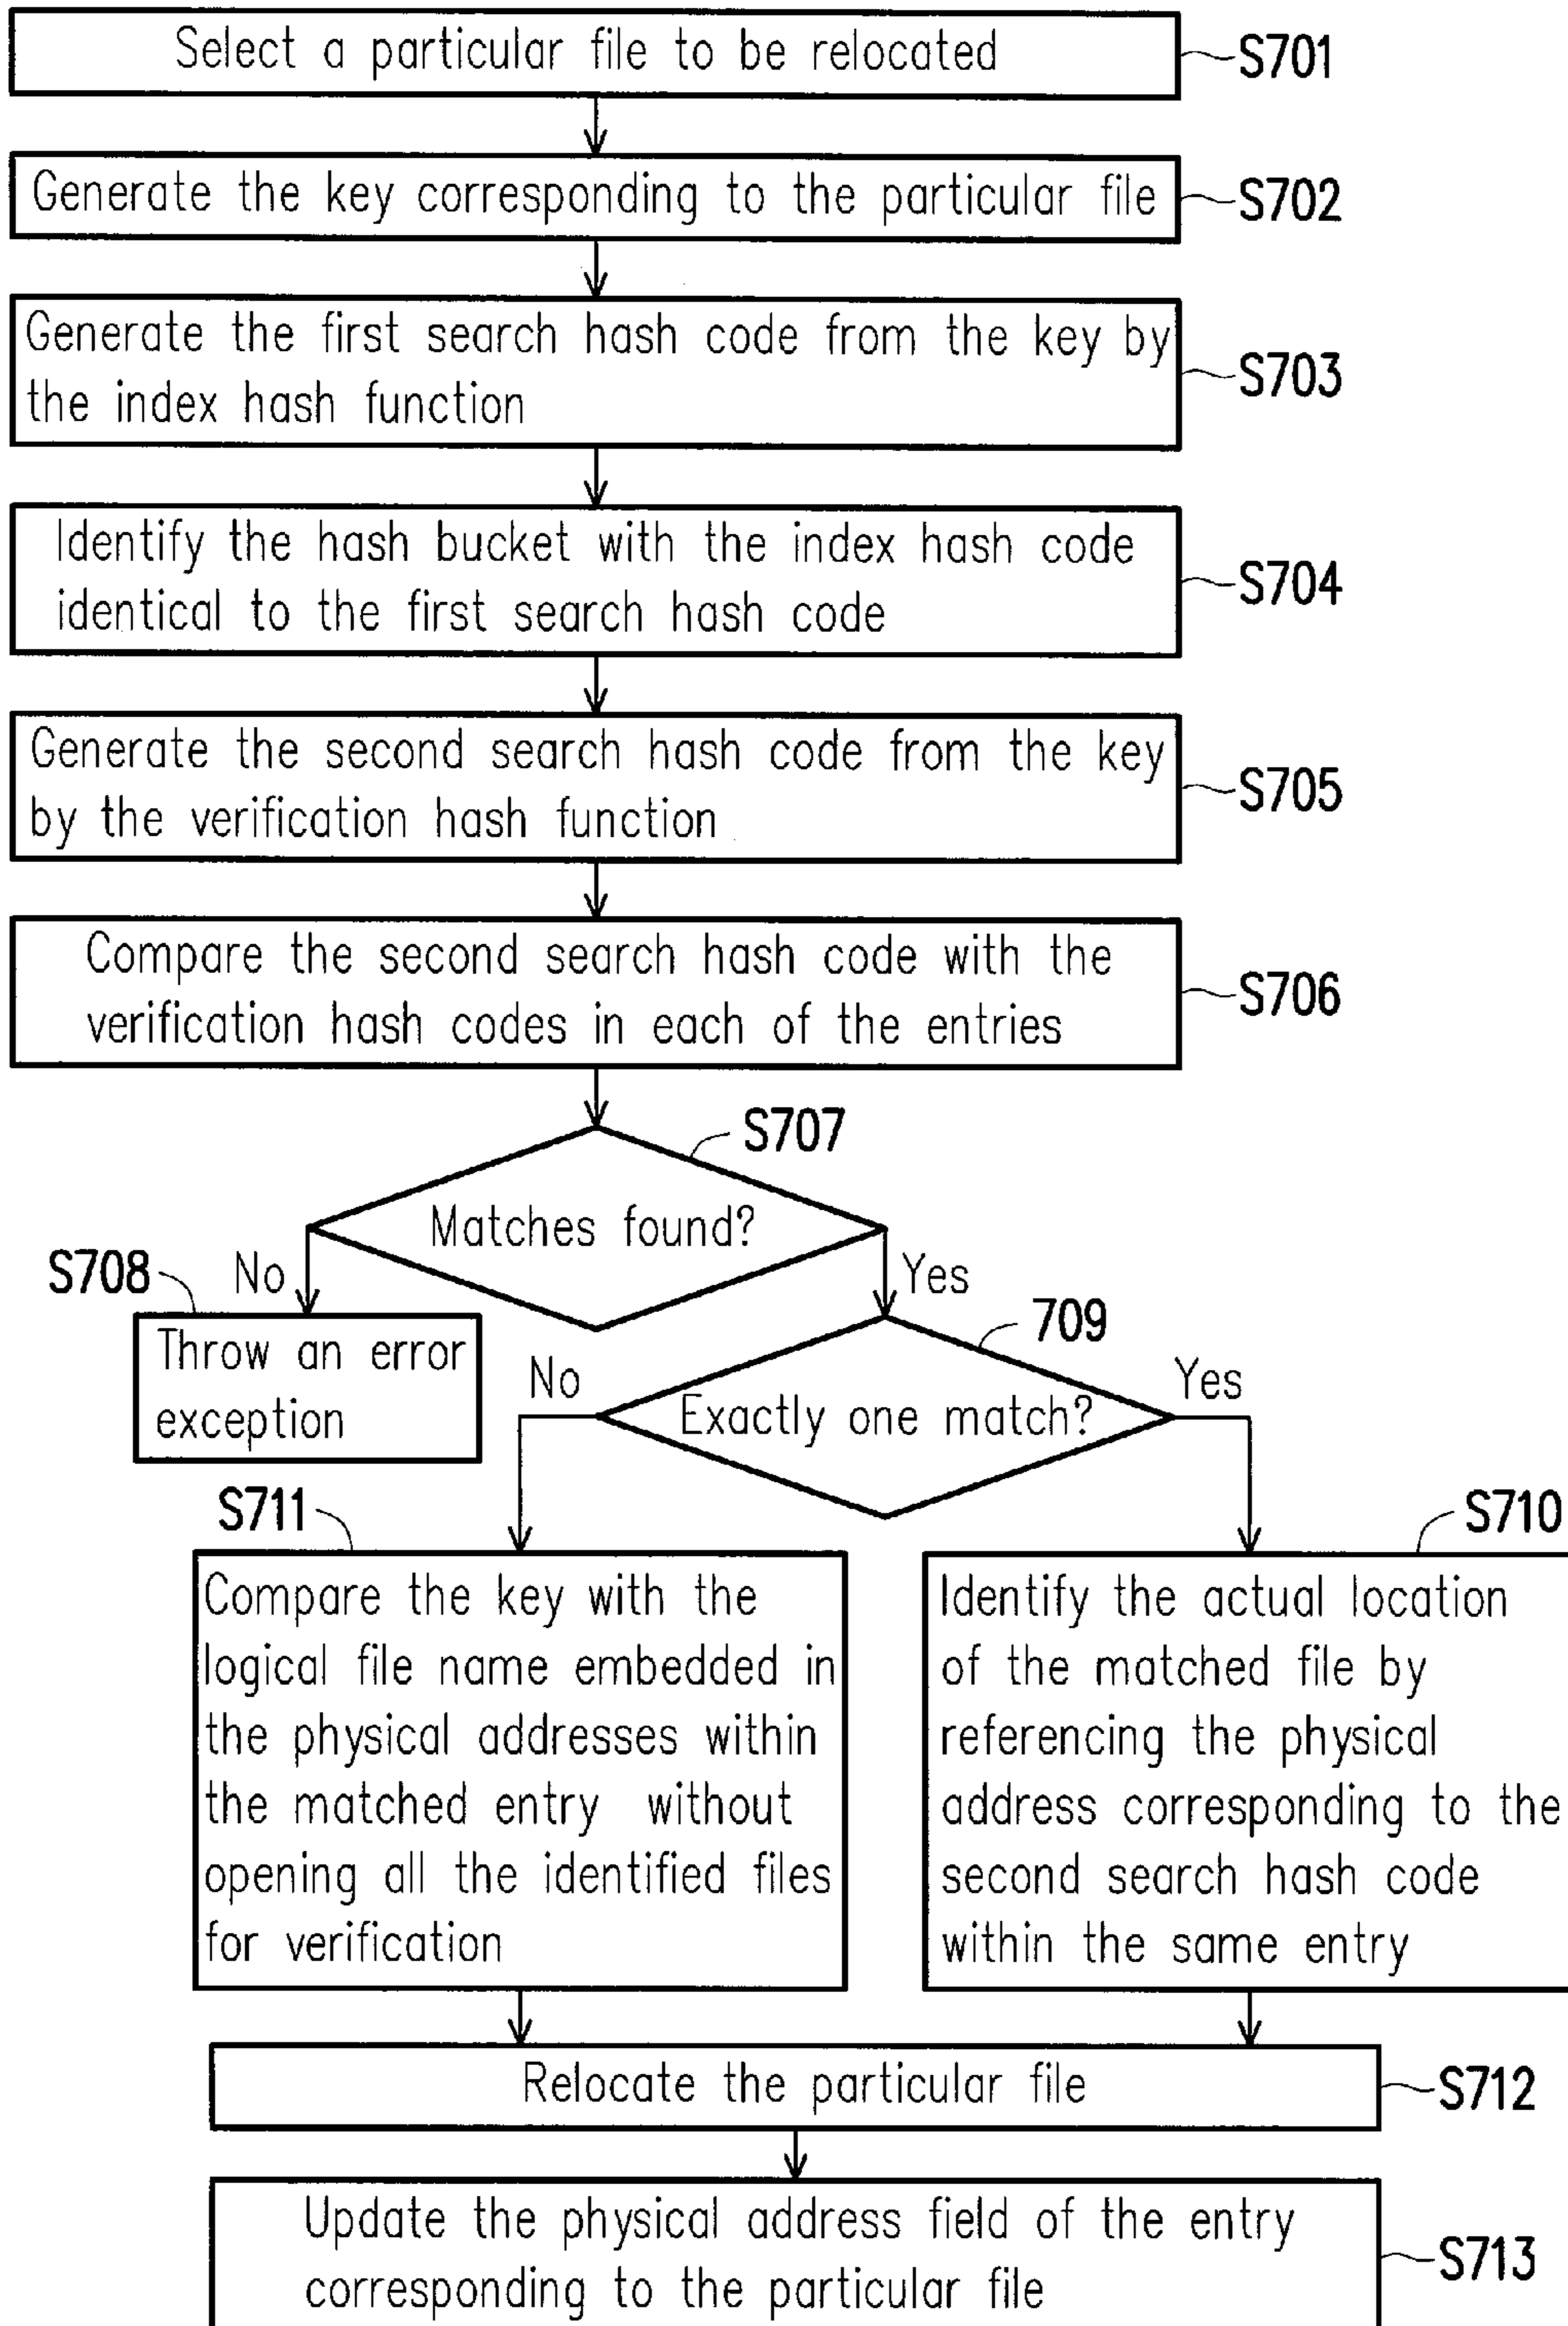 Select a particular file to be relocated
S701
Generate the key corresponding to the particular file
S702
Generate the first search hash code from the key by
the index hash function
S703
Identify the hash bucket with the index hash code
identical to the first search hash code
S704
Generate the second search hash code from the key
by the verification hash function
S705
Compare the second search hash code with the
verification hash codes in each of the entries
S706
S707
Matches found?
S708
No
Yes
Throw an error
exception
709
No
Yes
Exactly one match?
S711
S710
Compare the key with the
logical file name embedded in
the physical addresses within
the matched entry without
opening all the identified files
for verification
Identify the actual location
of the matched file by
referencing the physical
address corresponding to the
second search hash code
within the same entry
Relocate the particular file
S712
Update the physical address field of the entry
corresponding to the particular file
S713